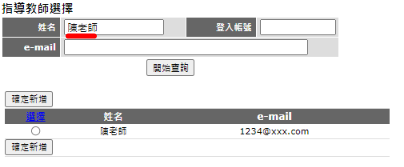 指導教師選擇
姓名 陳老師 登入帳號
e-mail
開始查詢
確定新增
選擇 姓名 e-mail
陳老師 1234@xxx.com
確定新增